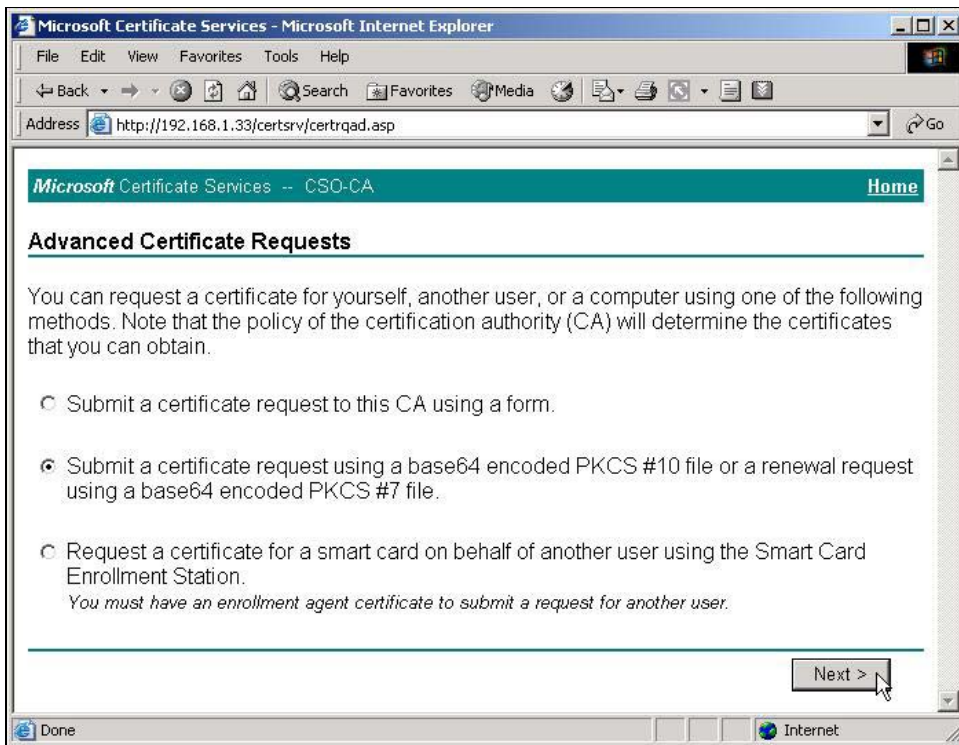 Microsoft Certificate Services - Microsoft Internet Explorer
File Edit View Favorites Tools Help
Back Search Favorites Media
Address http://192.168.1.33/certsrv/certrqad.asp Go
Microsoft Certificate Services -- CSO-CA Home
Advanced Certificate Requests
You can request a certificate for yourself, another user, or a computer using one of the following
methods. Note that the policy of the certification authority (CA) will determine the certificates
that you can obtain.
Submit a certificate request to this CA using a form.
Submit a certificate request using a base64 encoded PKCS #10 file or a renewal request
using a base64 encoded PKCS #7 file.
Request a certificate for a smart card on behalf of another user using the Smart Card
Enrollment Station.
You must have an enrollment agent certificate to submit a request for another user.
Next >
Done Internet